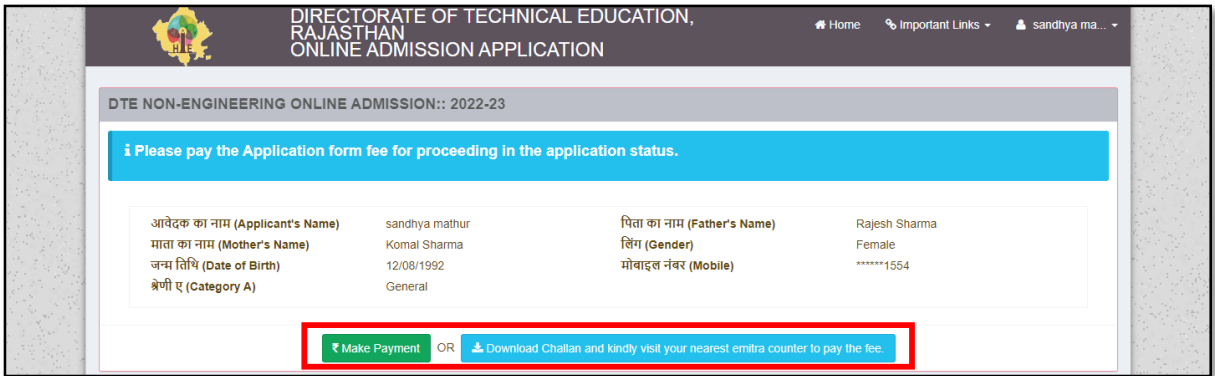 DIRECTORATE OF TECHNICAL EDUCATION,
RAJASTHAN
ONLINE ADMISSION APPLICATION
Home Important Links sandhya ma...
HTE
DTE NON-ENGINEERING ONLINE ADMISSION:: 2022-23
i Please pay the Application form fee for proceeding in the application status.
आवेदक का नाम (Applicant's Name) sandhya mathur पिता का नाम (Father's Name) Rajesh Sharma
माता का नाम (Mother's Name) Komal Sharma लिंग (Gender) Female
जन्म तिथि (Date of Birth) 12/08/1992 मोबाइल नंबर (Mobile) ******1554
श्रेणी ए (Category A) General
₹ Make Payment OR Download Challan and kindly visit your nearest emitra counter to pay the fee.